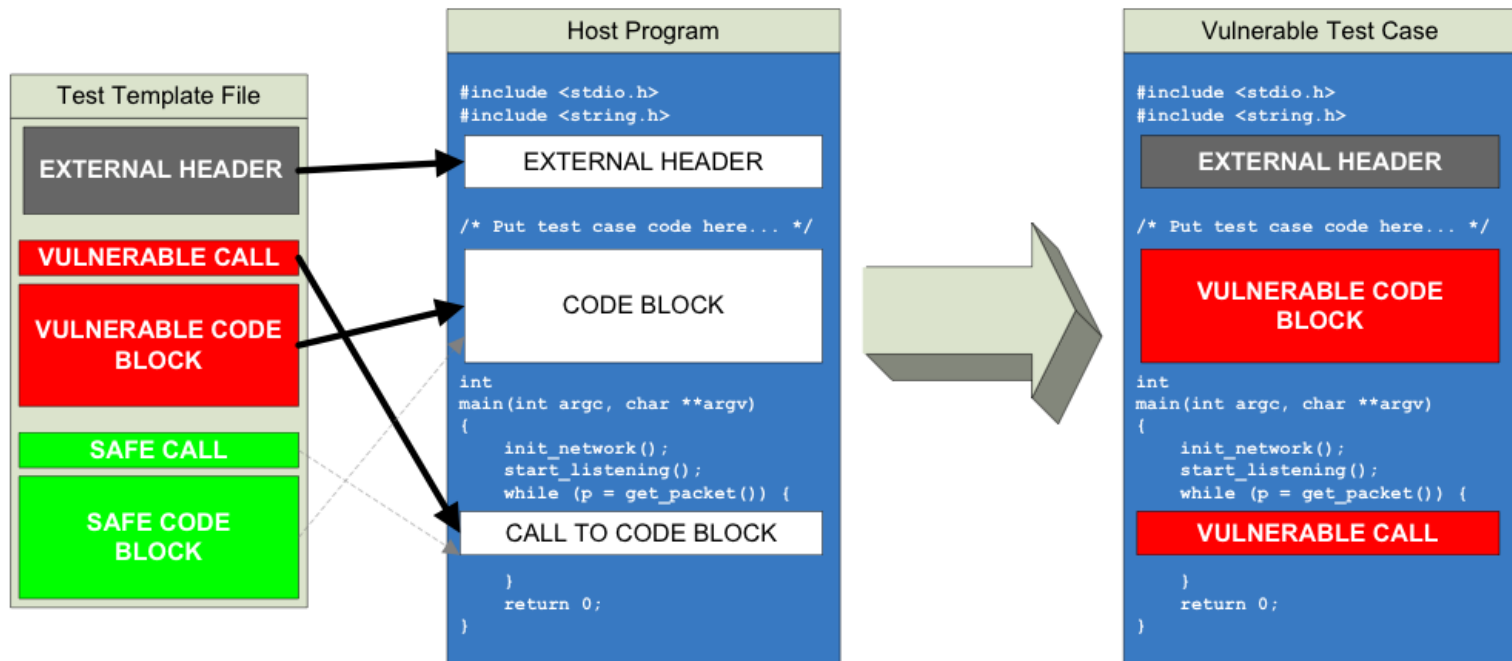 Test Template File
EXTERNAL HEADER
VULNERABLE CALL
VULNERABLE CODE
BLOCK
SAFE CALL
SAFE CODE
BLOCK
Host Program
#include <stdio.h>
#include <string.h>
EXTERNAL HEADER
/* Put test case code here... */
CODE BLOCK
int
main(int argc, char **argv)
{
    init_network();
    start_listening();
    while (p = get_packet()) {
CALL TO CODE BLOCK
    }
    return 0;
}
Vulnerable Test Case
#include <stdio.h>
#include <string.h>
EXTERNAL HEADER
/* Put test case code here... */
VULNERABLE CODE
BLOCK
int
main(int argc, char **argv)
{
    init_network();
    start_listening();
    while (p = get_packet()) {
VULNERABLE CALL
    }
    return 0;
}